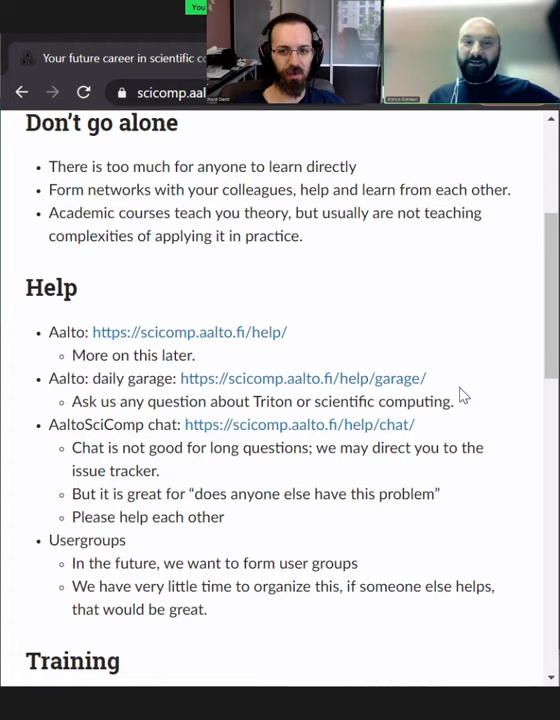 You
Your future career in scientific co
scicomp.aal
Don't go alone
• There is too much for anyone to learn directly
• Form networks with your colleagues, help and learn from each other.
• Academic courses teach you theory, but usually are not teaching
complexities of applying it in practice.
Help
• Aalto: https://scicomp.aalto.fi/help/
◦ More on this later.
• Aalto: daily garage: https://scicomp.aalto.fi/help/garage/
◦ Ask us any question about Triton or scientific computing.
• AaltoSciComp chat: https://scicomp.aalto.fi/help/chat/
◦ Chat is not good for long questions; we may direct you to the
issue tracker.
◦ But it is great for “does anyone else have this problem”
◦ Please help each other
• Usergroups
◦ In the future, we want to form user groups
◦ We have very little time to organize this, if someone else helps,
that would be great.
Training